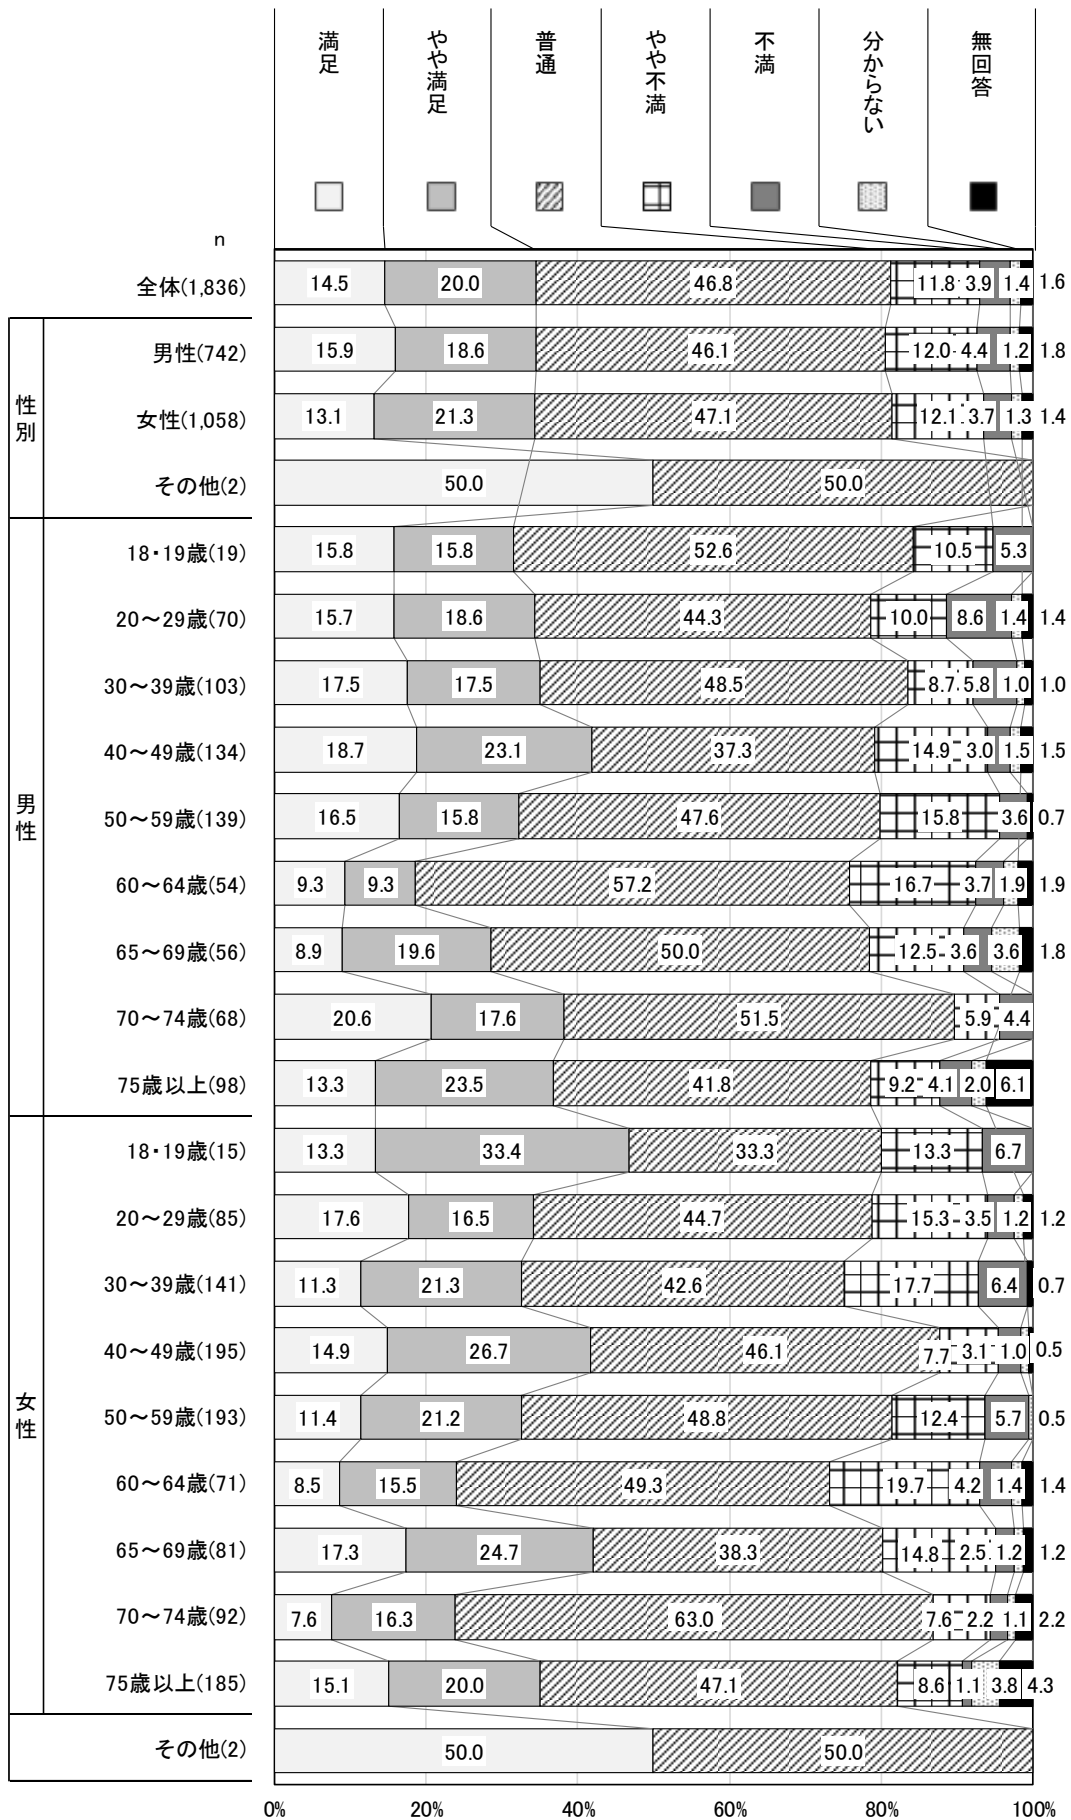 満足
やや満足
普通
やや不満
不満
分からない
無回答
n
全体(1,836) 14.5 20.0 46.8 11.8 3.9 1.4 1.6
性別
男性(742) 15.9 18.6 46.1 12.0 4.4 1.2 1.8
女性(1,058) 13.1 21.3 47.1 12.1 3.7 1.3 1.4
その他(2) 50.0 50.0
男性
18・19歳(19) 15.8 15.8 52.6 10.5 5.3
20～29歳(70) 15.7 18.6 44.3 10.0 8.6 1.4 1.4
30～39歳(103) 17.5 17.5 48.5 8.7 5.8 1.0 1.0
40～49歳(134) 18.7 23.1 37.3 14.9 3.0 1.5 1.5
50～59歳(139) 16.5 15.8 47.6 15.8 3.6 0.7
60～64歳(54) 9.3 9.3 57.2 16.7 3.7 1.9 1.9
65～69歳(56) 8.9 19.6 50.0 12.5 3.6 3.6 1.8
70～74歳(68) 20.6 17.6 51.5 5.9 4.4
75歳以上(98) 13.3 23.5 41.8 9.2 4.1 2.0 6.1
女性
18・19歳(15) 13.3 33.4 33.3 13.3 6.7
20～29歳(85) 17.6 16.5 44.7 15.3 3.5 1.2 1.2
30～39歳(141) 11.3 21.3 42.6 17.7 6.4 0.7
40～49歳(195) 14.9 26.7 46.1 7.7 3.1 1.0 0.5
50～59歳(193) 11.4 21.2 48.8 12.4 5.7 0.5
60～64歳(71) 8.5 15.5 49.3 19.7 4.2 1.4 1.4
65～69歳(81) 17.3 24.7 38.3 14.8 2.5 1.2 1.2
70～74歳(92) 7.6 16.3 63.0 7.6 2.2 1.1 2.2
75歳以上(185) 15.1 20.0 47.1 8.6 1.1 3.8 4.3
その他(2) 50.0 50.0
0% 20% 40% 60% 80% 100%